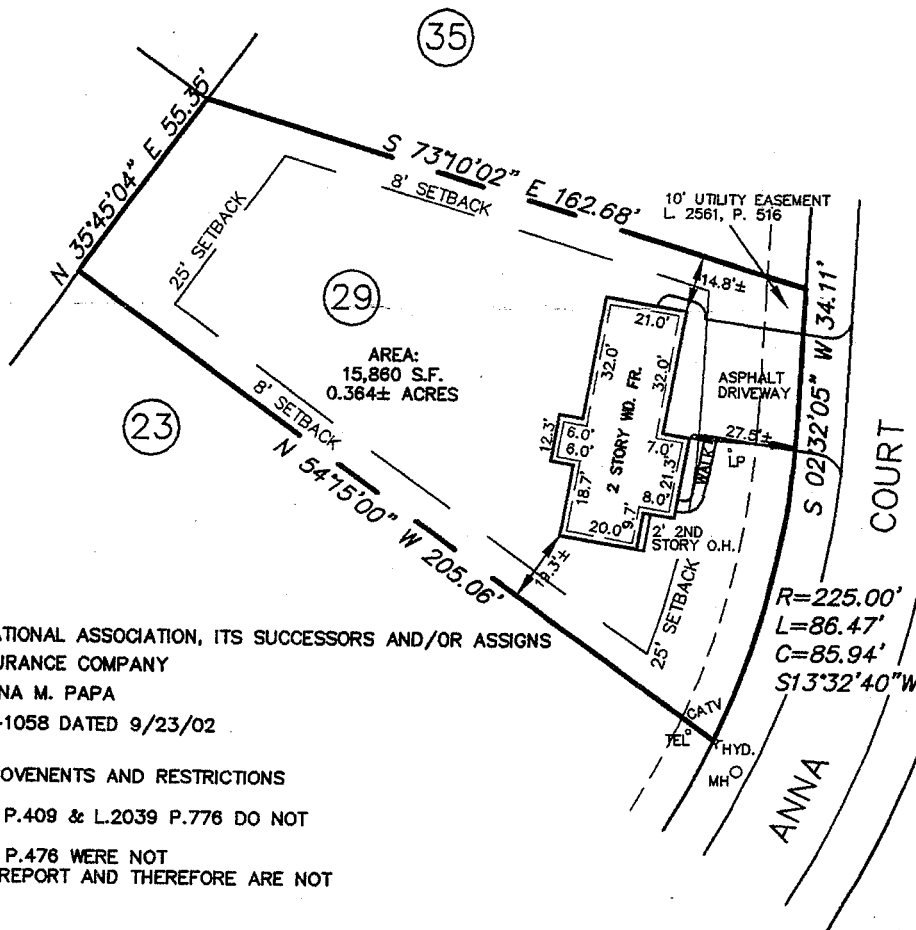 35
N 35°45'04" E 55.35'
S 73°10'02" E 162.68'
8' SETBACK
10' UTILITY EASEMENT
L. 2561, P. 516
25' SETBACK
14.8'±
S 02°32'05" W 34.11'
29
21.0'
AREA:
15,860 S.F.
0.364± ACRES
32.0'
32.0'
2 STORY WD. FR.
ASPHALT
DRIVEWAY
8' SETBACK
23
12.3'
6.0'
6.0'
7.0'
27.5'±
LP
WALK
N 54°15'00" W 205.06'
18.7'
21.3'
8.0'
9.7'
20.0'
2' 2ND
STORY O.H.
COURT
25' SETBACK
R=225.00'
L=86.47'
C=85.94'
S13°32'40"W
ATIONAL ASSOCIATION, ITS SUCCESSORS AND/OR ASSIGNS
URANCE COMPANY
NA M. PAPA
-1058 DATED 9/23/02
CATV
TEL
HYD.
MH
ANNA
OVENENTS AND RESTRICTIONS
P.409 & L.2039 P.776 DO NOT
P.476 WERE NOT
REPORT AND THEREFORE ARE NOT